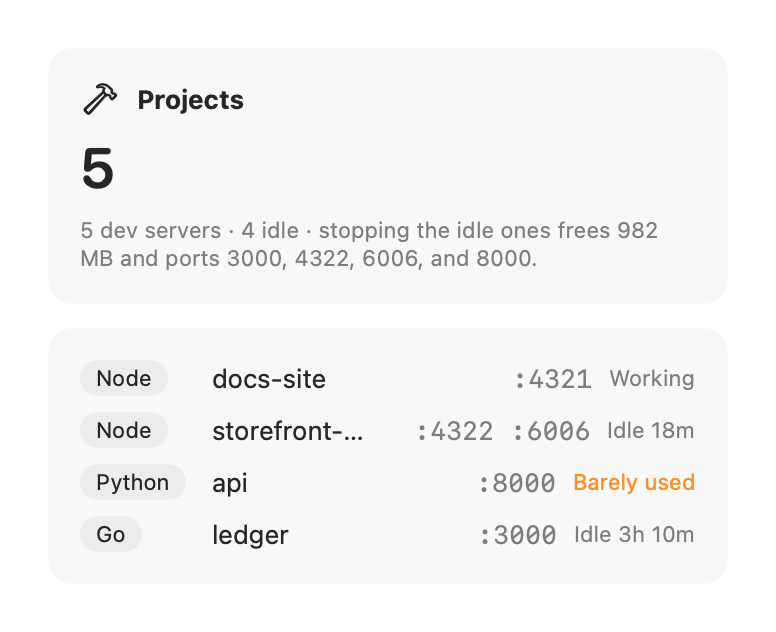 Projects
5
5 dev servers · 4 idle · stopping the idle ones frees 982
MB and ports 3000, 4322, 6006, and 8000.
Node docs-site :4321 Working
Node storefront-… :4322 :6006 Idle 18m
Python api :8000 Barely used
Go ledger :3000 Idle 3h 10m